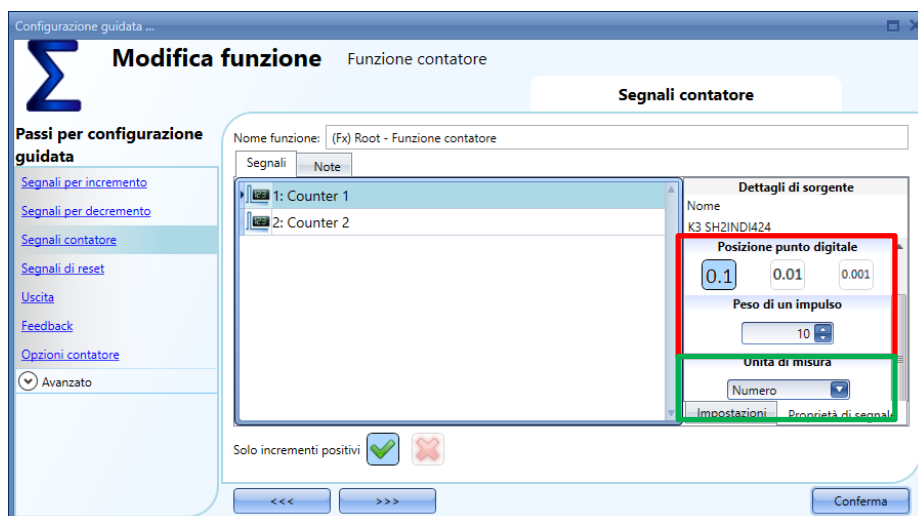 Configurazione guidata ...
Modifica funzione
Funzione contatore
Segnali contatore
Passi per configurazione
guidata
Segnali per incremento
Segnali per decremento
Segnali contatore
Segnali di reset
Uscita
Feedback
Opzioni contatore
Avanzato
Nome funzione: (Fx) Root - Funzione contatore
Segnali
Note
1: Counter 1
2: Counter 2
Dettagli di sorgente
Nome
K3 SH2INDI424
Posizione punto digitale
0.1 0.01 0.001
Peso di un impulso
10
Unità di misura
Numero
Impostazioni Proprietà di segnale
Solo incrementi positivi
<<< >>>
Conferma